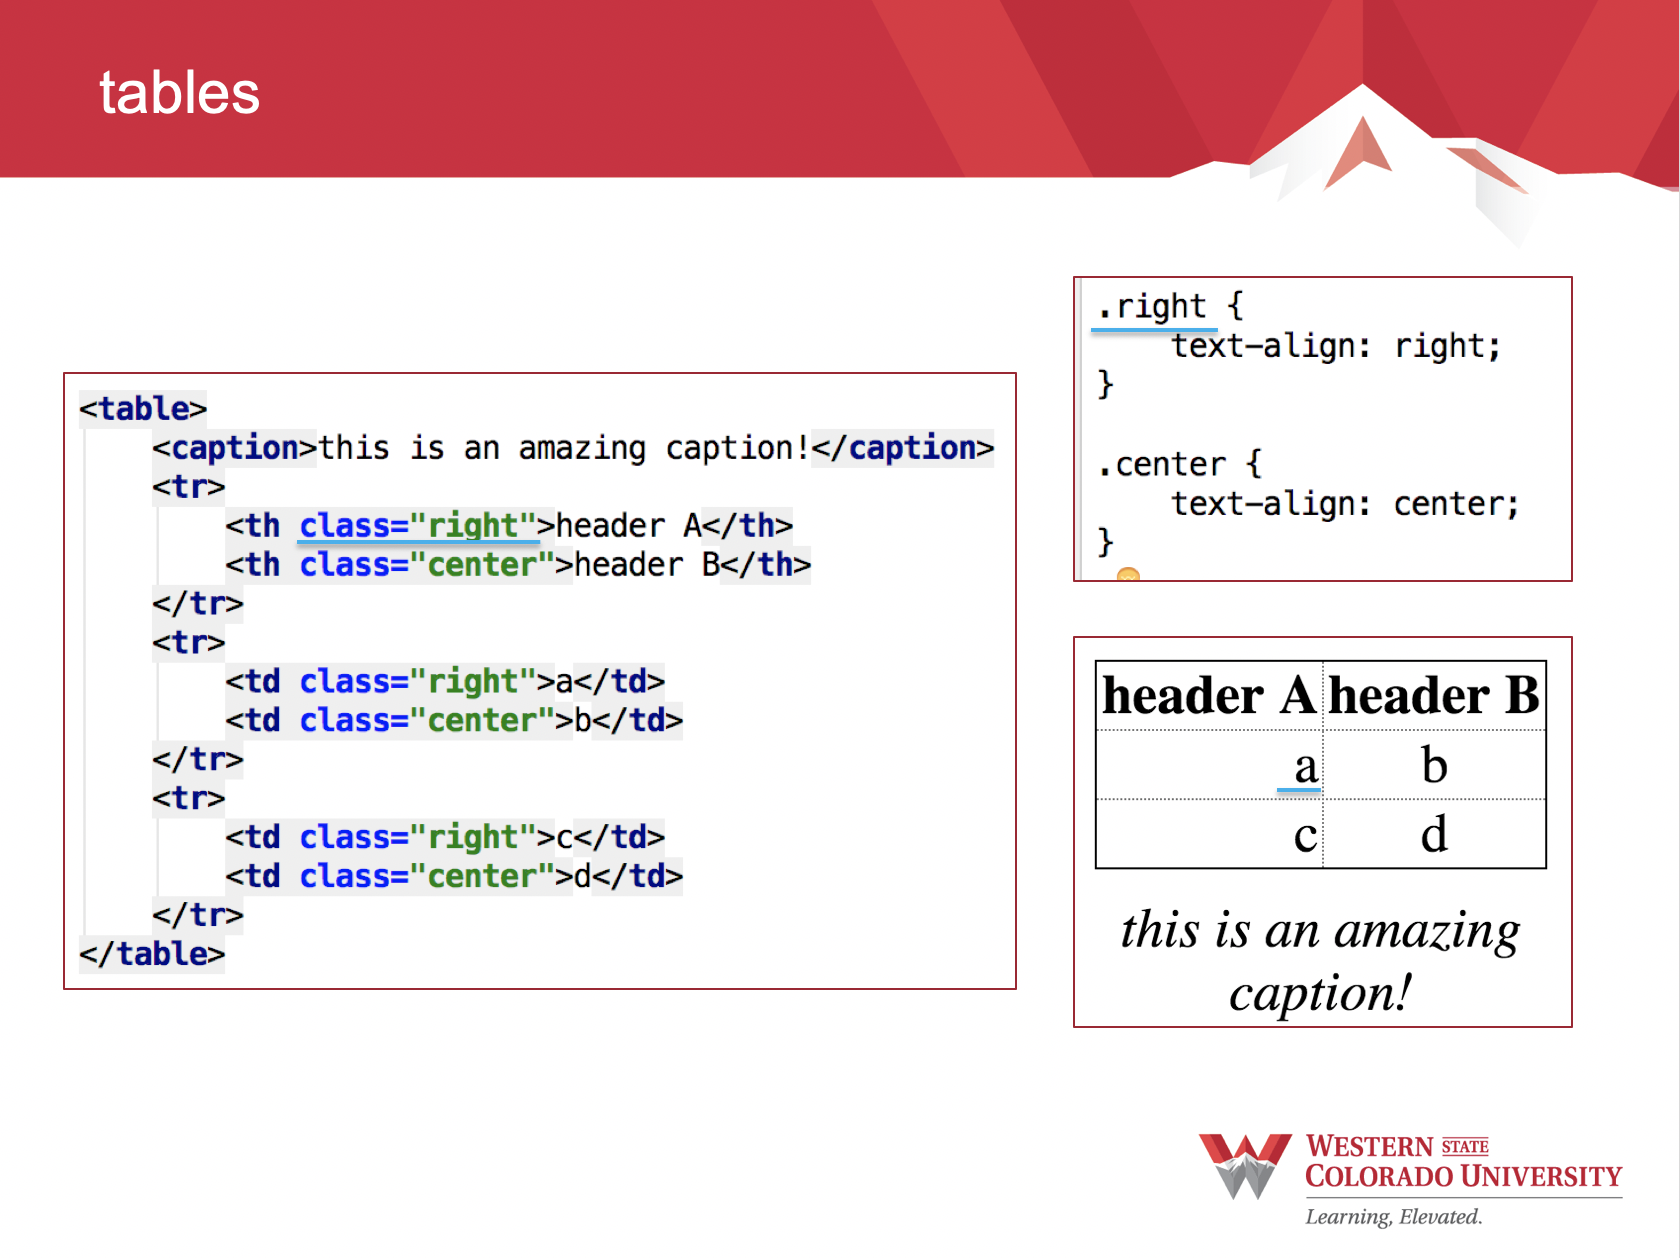 tables
<table>
    <caption>this is an amazing caption!</caption>
    <tr>
        <th class="right">header A</th>
        <th class="center">header B</th>
    </tr>
    <tr>
        <td class="right">a</td>
        <td class="center">b</td>
    </tr>
    <tr>
        <td class="right">c</td>
        <td class="center">d</td>
    </tr>
</table>
.right {
    text-align: right;
}
.center {
    text-align: center;
}
header A header B
a b
c d
this is an amazing
caption!
WESTERN STATE
COLORADO UNIVERSITY
Learning, Elevated.